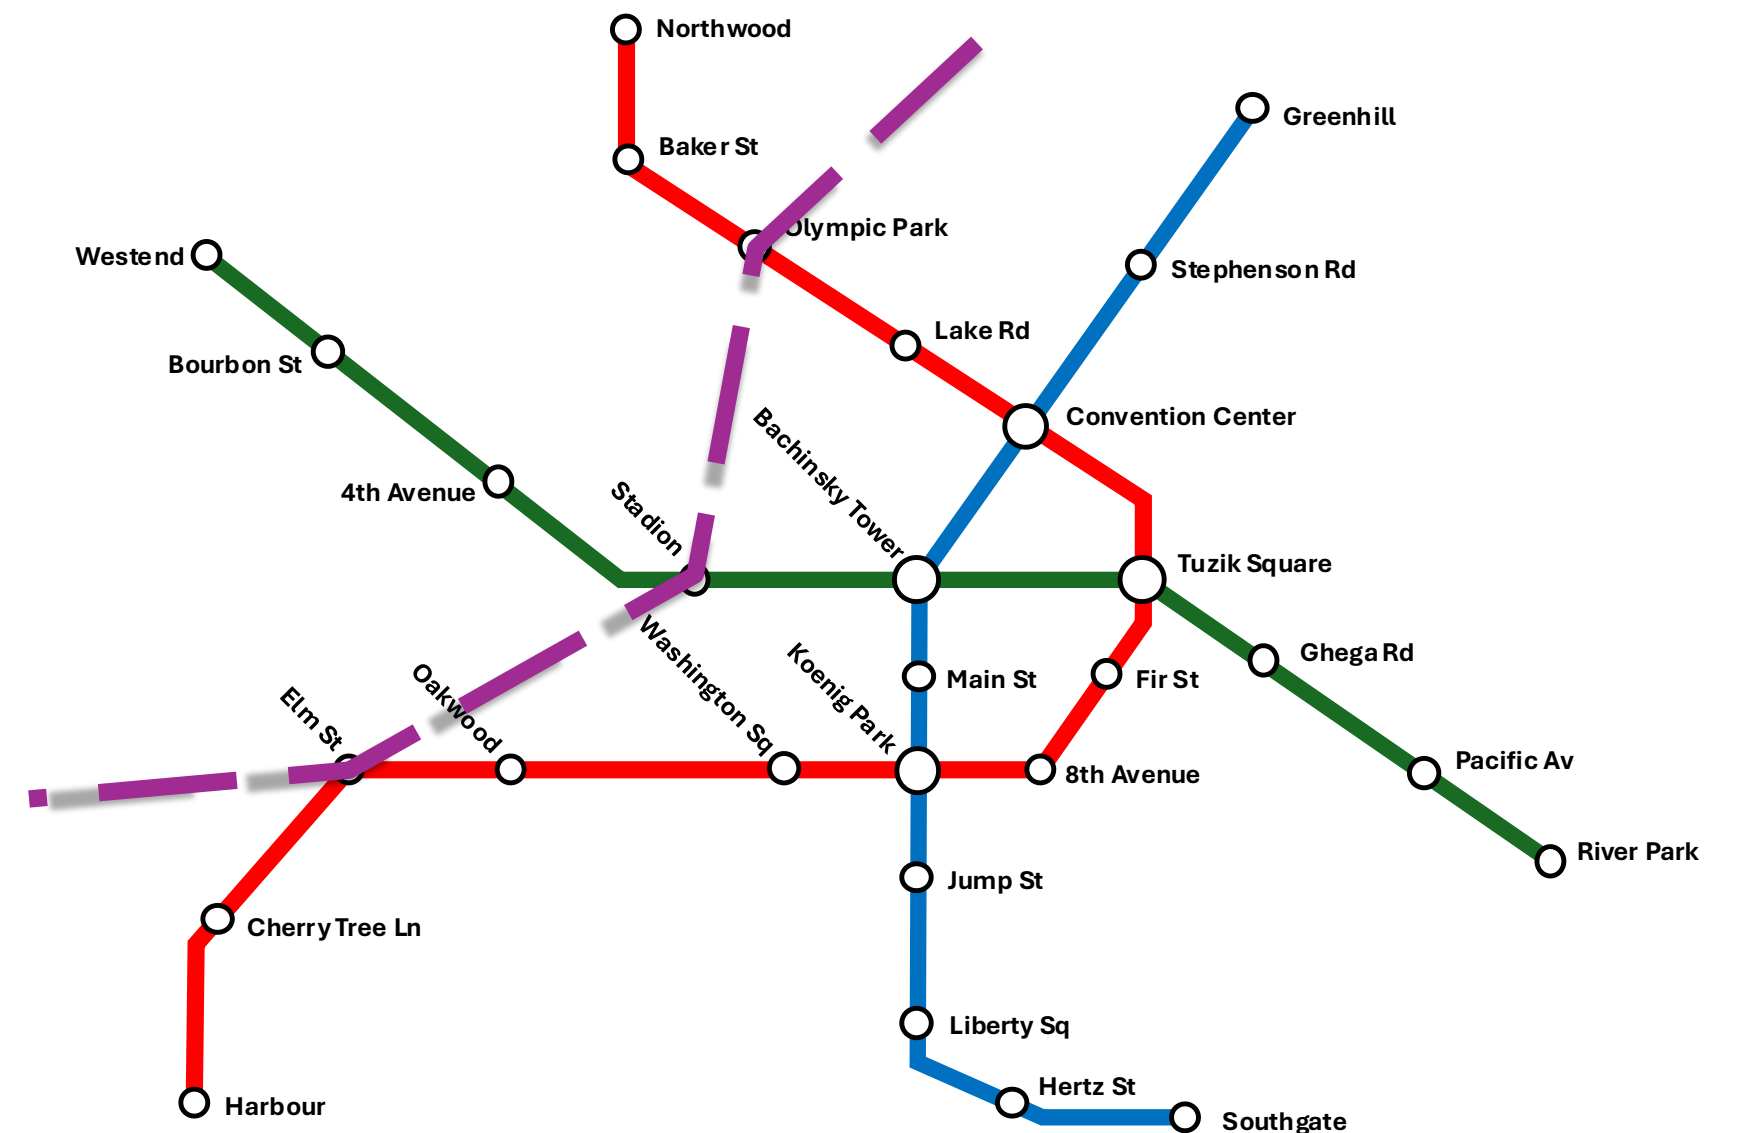 Northwood
Greenhill
Baker St
Olympic Park
Westend
Stephenson Rd
Lake Rd
Bourbon St
Convention Center
Bachinsky Tower
4th Avenue
Stadion
Tuzik Square
Washington Sq
Koenig Park
Ghega Rd
Main St
Fir St
Oakwood
Elm St
8th Avenue
Pacific Av
River Park
Jump St
Cherry Tree Ln
Liberty Sq
Hertz St
Harbour
Southgate